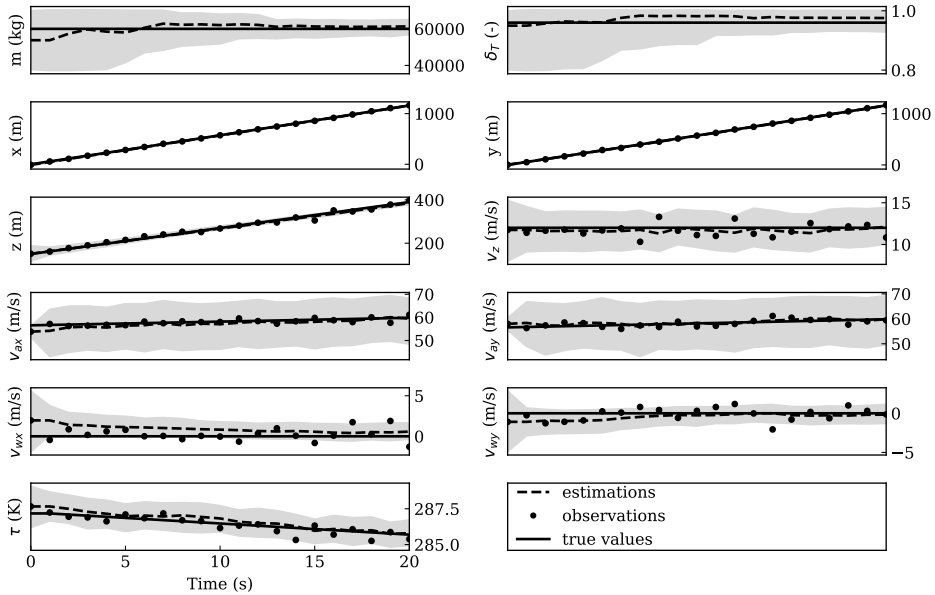 m (kg)
60000
40000
δ_T (-)
1.0
0.8
x (m)
1000
0
y (m)
1000
0
z (m)
400
200
v_z (m/s)
15
10
v_ax (m/s)
70
60
50
v_ay (m/s)
70
60
50
v_wx (m/s)
5
0
v_wy (m/s)
0
−5
τ (K)
287.5
285.0
0 5 10 15 20
Time (s)
estimations
observations
true values